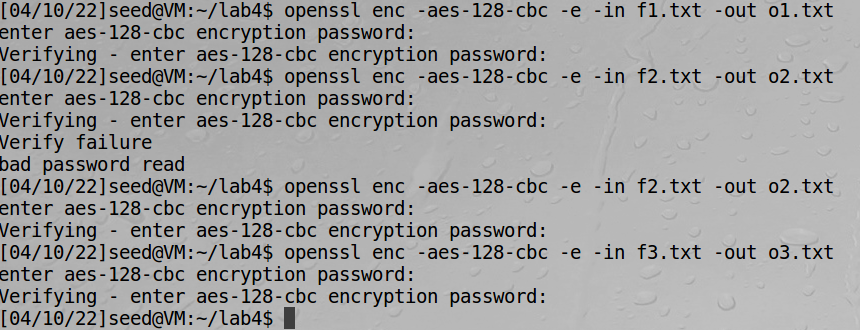 [04/10/22]seed@VM:~/lab4$ openssl enc -aes-128-cbc -e -in f1.txt -out o1.txt
enter aes-128-cbc encryption password:
Verifying - enter aes-128-cbc encryption password:
[04/10/22]seed@VM:~/lab4$ openssl enc -aes-128-cbc -e -in f2.txt -out o2.txt
enter aes-128-cbc encryption password:
Verifying - enter aes-128-cbc encryption password:
Verify failure
bad password read
[04/10/22]seed@VM:~/lab4$ openssl enc -aes-128-cbc -e -in f2.txt -out o2.txt
enter aes-128-cbc encryption password:
Verifying - enter aes-128-cbc encryption password:
[04/10/22]seed@VM:~/lab4$ openssl enc -aes-128-cbc -e -in f3.txt -out o3.txt
enter aes-128-cbc encryption password:
Verifying - enter aes-128-cbc encryption password:
[04/10/22]seed@VM:~/lab4$